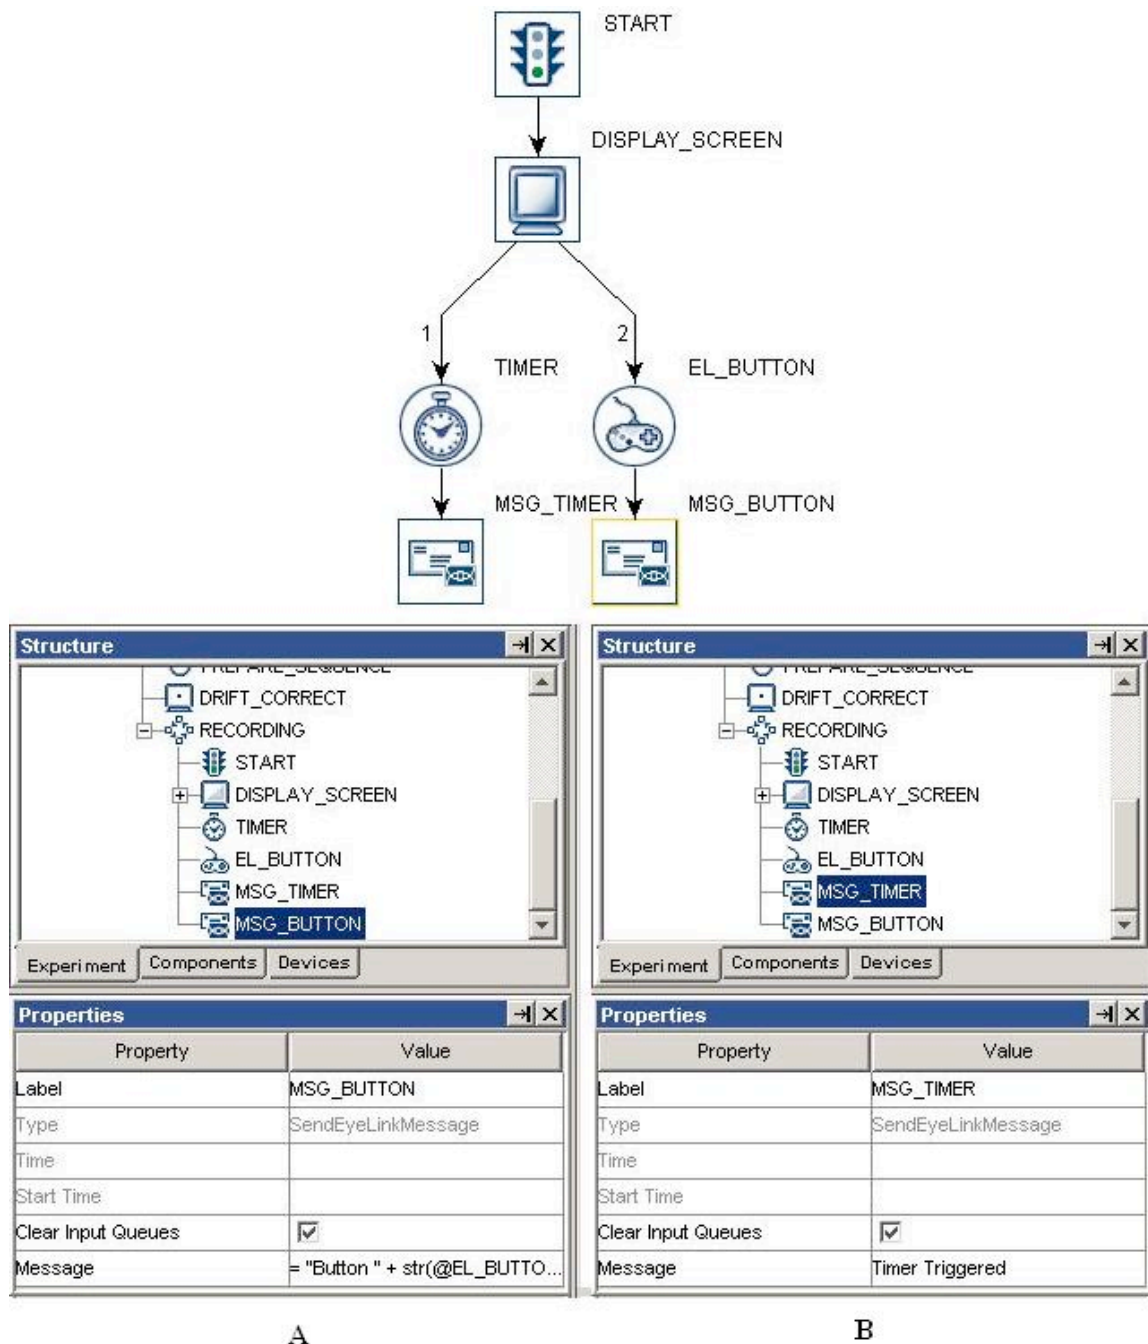 START
DISPLAY_SCREEN
1
2
TIMER
EL_BUTTON
MSG_TIMER
MSG_BUTTON
Structure
PREPARE_SEQUENCE
DRIFT_CORRECT
RECORDING
START
DISPLAY_SCREEN
TIMER
EL_BUTTON
MSG_TIMER
MSG_BUTTON
Experiment
Components
Devices
Properties
Property Value
Label MSG_BUTTON
Type SendEyeLinkMessage
Time
Start Time
Clear Input Queues
Message = "Button " + str(@EL_BUTTO...
A
Structure
PREPARE_SEQUENCE
DRIFT_CORRECT
RECORDING
START
DISPLAY_SCREEN
TIMER
EL_BUTTON
MSG_TIMER
MSG_BUTTON
Experiment
Components
Devices
Properties
Property Value
Label MSG_TIMER
Type SendEyeLinkMessage
Time
Start Time
Clear Input Queues
Message Timer Triggered
B